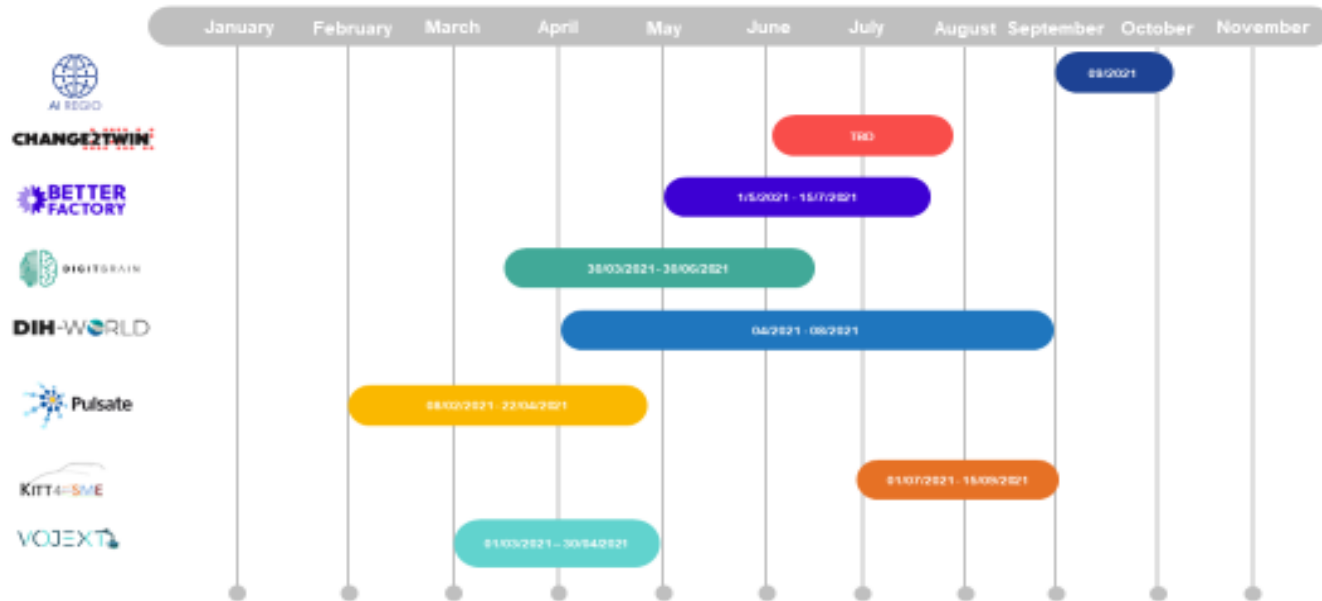 January February March April May June July August September October November
AI REGIO
09/2021
CHANGE2TWIN
TBD
BETTER
FACTORY
1/5/2021 - 15/7/2021
DIGITBRAIN
30/03/2021 - 30/06/2021
DIH-WORLD
04/2021 - 08/2021
Pulsate
08/02/2021 - 22/04/2021
KITT4SME
01/07/2021 - 15/09/2021
VOJEXT
01/03/2021 – 30/04/2021